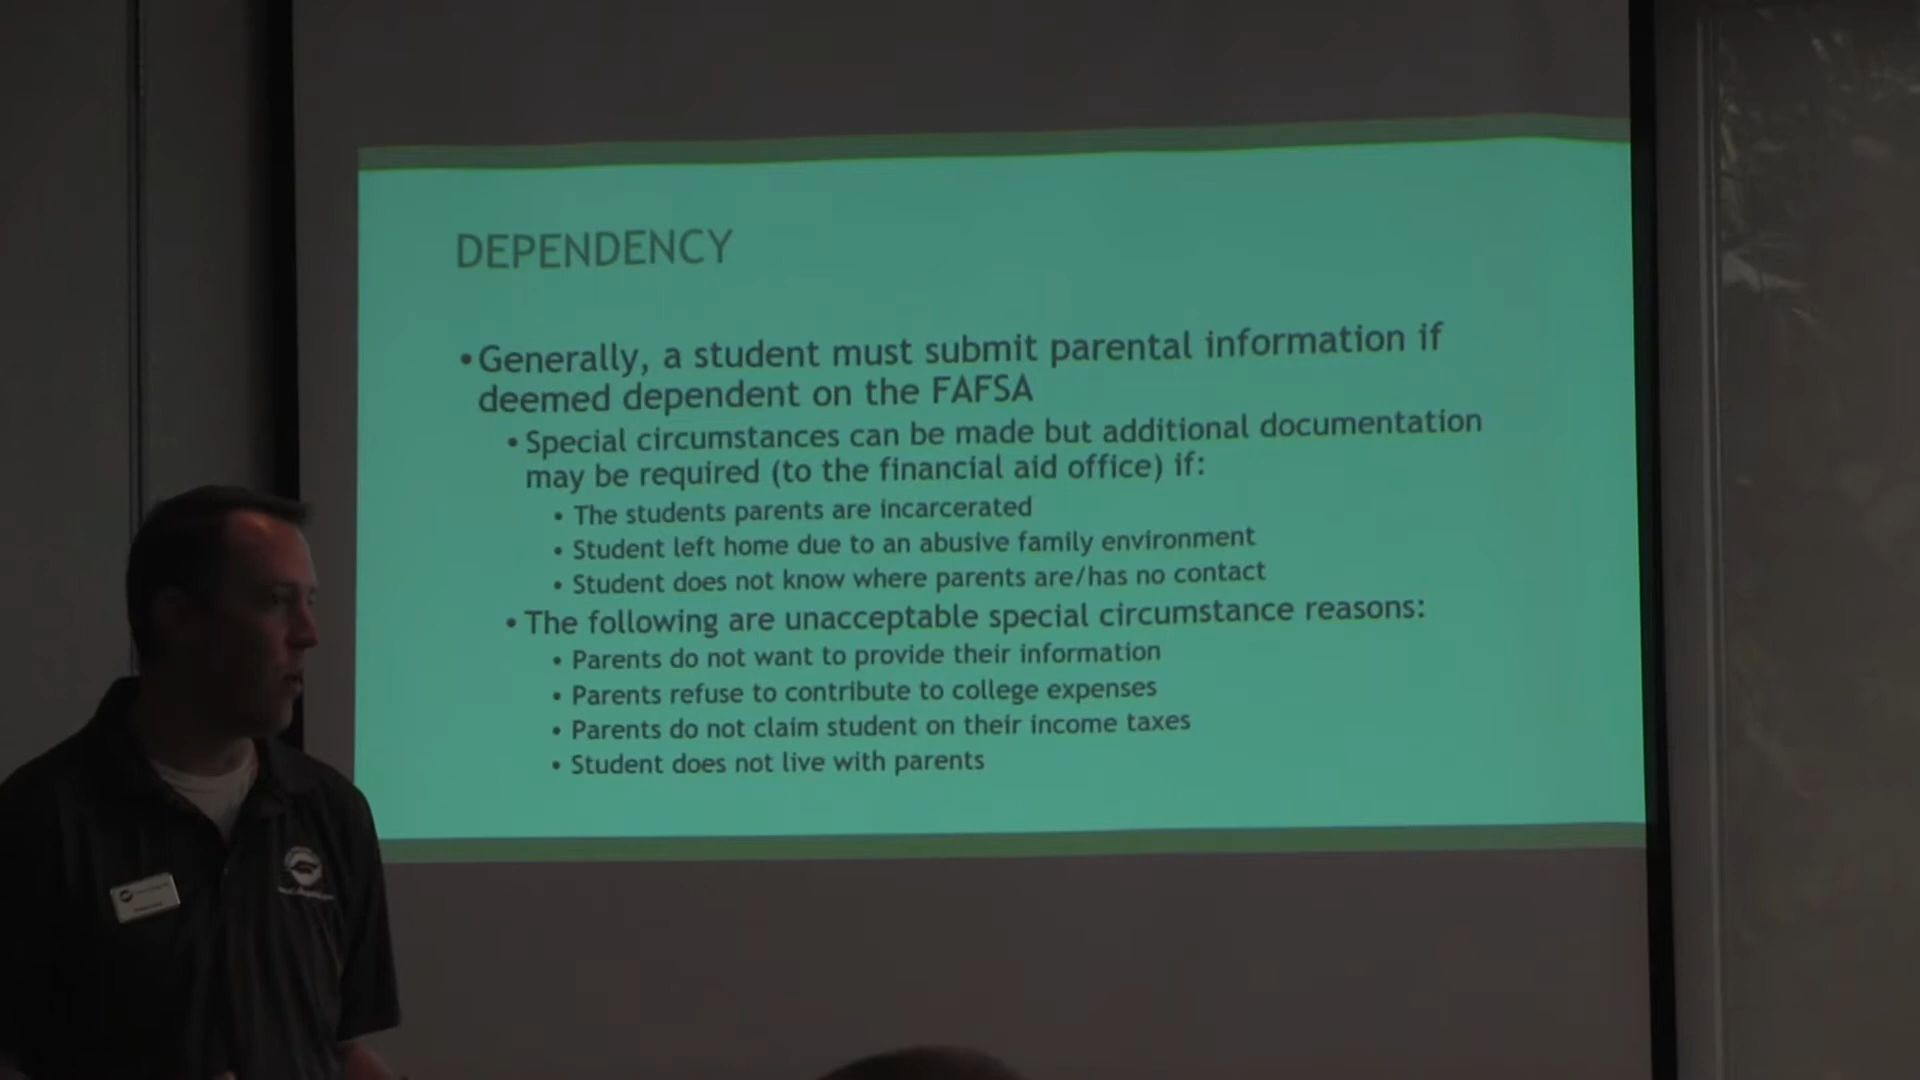 DEPENDENCY
• Generally, a student must submit parental information if
deemed dependent on the FAFSA
• Special circumstances can be made but additional documentation
may be required (to the financial aid office) if:
• The students parents are incarcerated
• Student left home due to an abusive family environment
• Student does not know where parents are/has no contact
• The following are unacceptable special circumstance reasons:
• Parents do not want to provide their information
• Parents refuse to contribute to college expenses
• Parents do not claim student on their income taxes
• Student does not live with parents